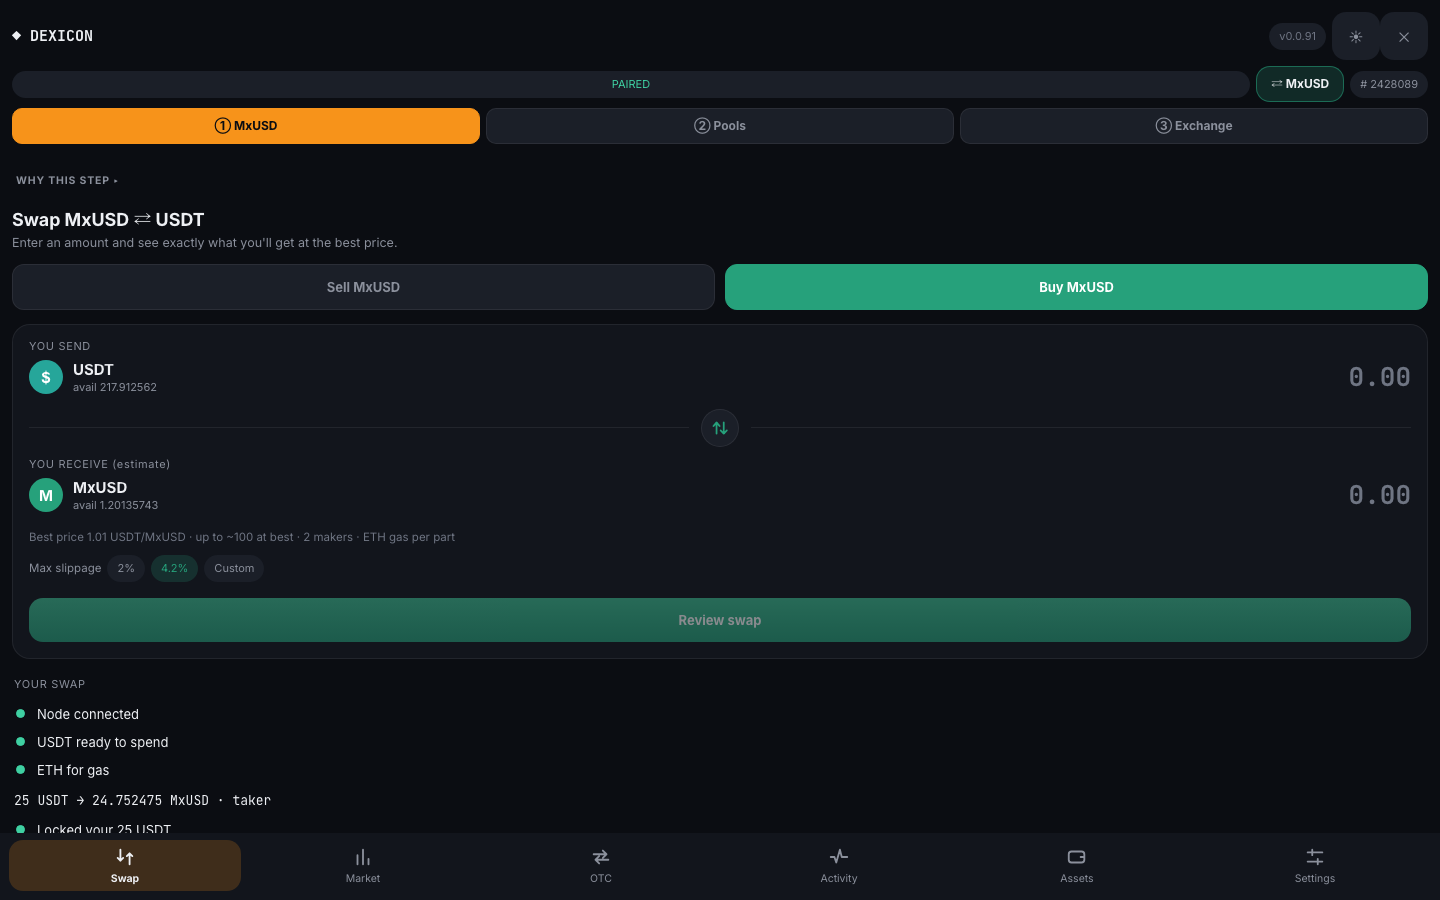 ◆ DEXICON
v0.0.91
PAIRED
⇄ MxUSD
# 2428089
① MxUSD
② Pools
③ Exchange
WHY THIS STEP ▸
Swap MxUSD ⇄ USDT
Enter an amount and see exactly what you'll get at the best price.
Sell MxUSD
Buy MxUSD
YOU SEND
$
USDT
avail 217.912562
0.00
YOU RECEIVE (estimate)
M
MxUSD
avail 1.20135743
0.00
Best price 1.01 USDT/MxUSD · up to ~100 at best · 2 makers · ETH gas per part
Max slippage 2% 4.2% Custom
Review swap
YOUR SWAP
Node connected
USDT ready to spend
ETH for gas
25 USDT → 24.752475 MxUSD · taker
Locked your 25 USDT
Swap
Market
OTC
Activity
Assets
Settings